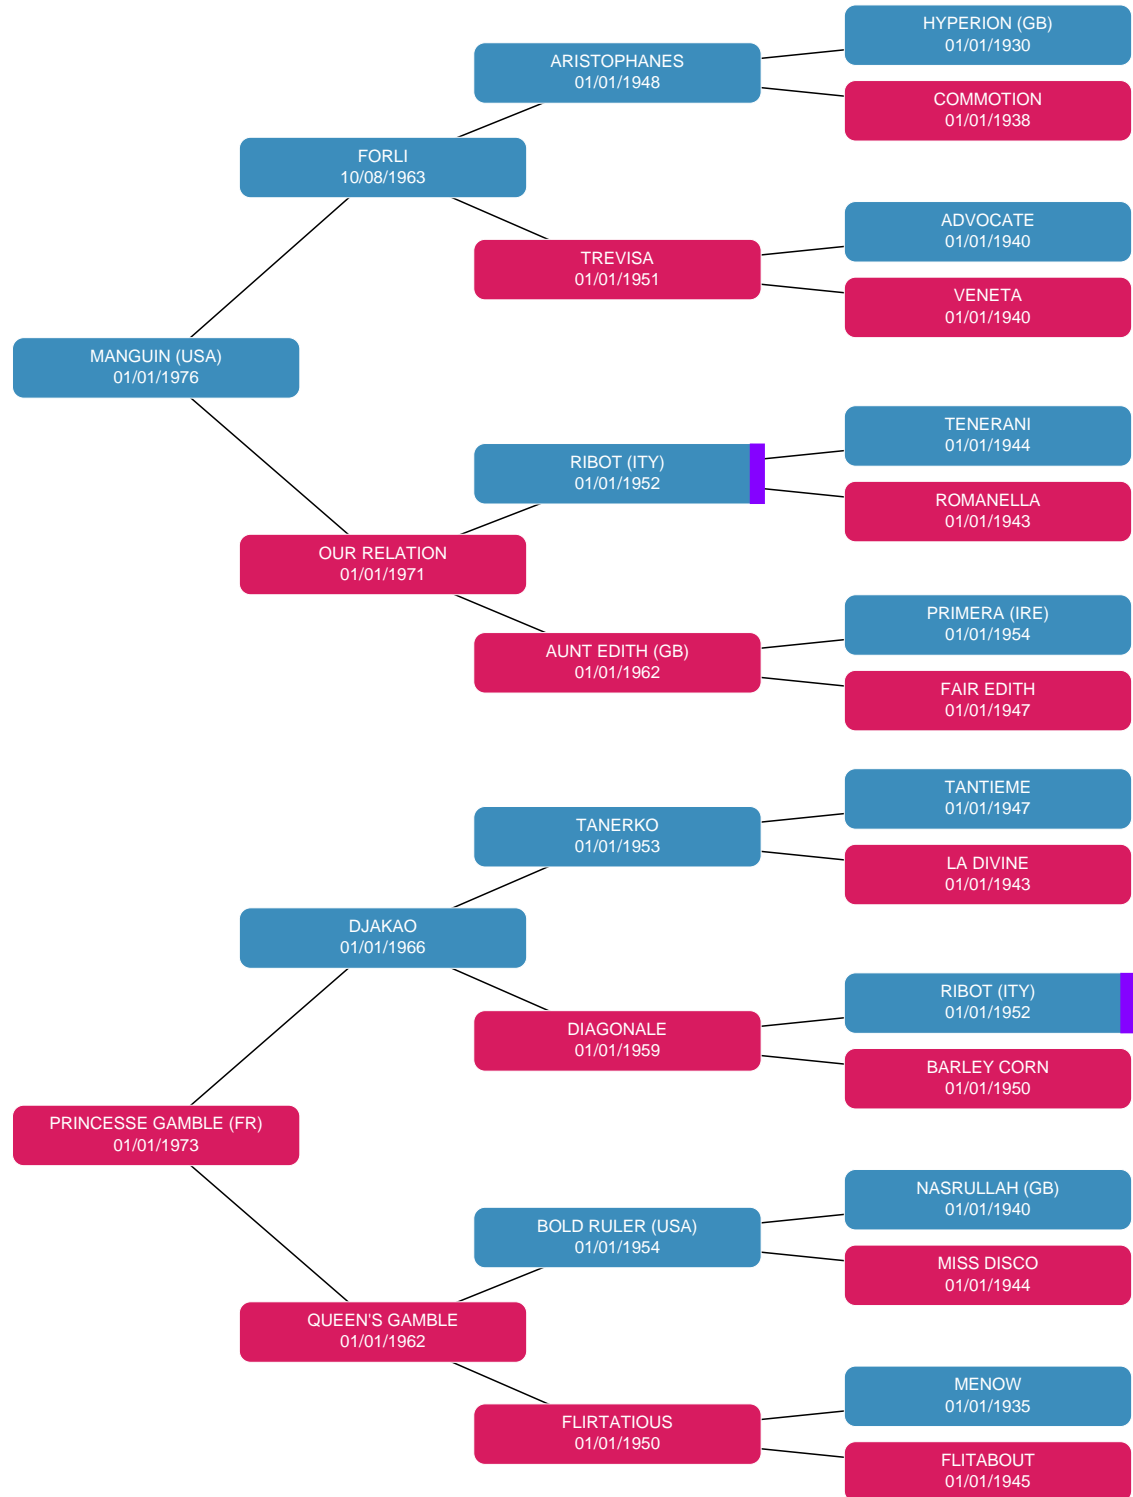 HYPERION (GB)
01/01/1930
ARISTOPHANES
01/01/1948
COMMOTION
01/01/1938
FORLI
10/08/1963
ADVOCATE
01/01/1940
TREVISA
01/01/1951
VENETA
01/01/1940
MANGUIN (USA)
01/01/1976
TENERANI
01/01/1944
RIBOT (ITY)
01/01/1952
ROMANELLA
01/01/1943
OUR RELATION
01/01/1971
PRIMERA (IRE)
01/01/1954
AUNT EDITH (GB)
01/01/1962
FAIR EDITH
01/01/1947
TANTIEME
01/01/1947
TANERKO
01/01/1953
LA DIVINE
01/01/1943
DJAKAO
01/01/1966
RIBOT (ITY)
01/01/1952
DIAGONALE
01/01/1959
BARLEY CORN
01/01/1950
PRINCESSE GAMBLE (FR)
01/01/1973
NASRULLAH (GB)
01/01/1940
BOLD RULER (USA)
01/01/1954
MISS DISCO
01/01/1944
QUEEN'S GAMBLE
01/01/1962
MENOW
01/01/1935
FLIRTATIOUS
01/01/1950
FLITABOUT
01/01/1945